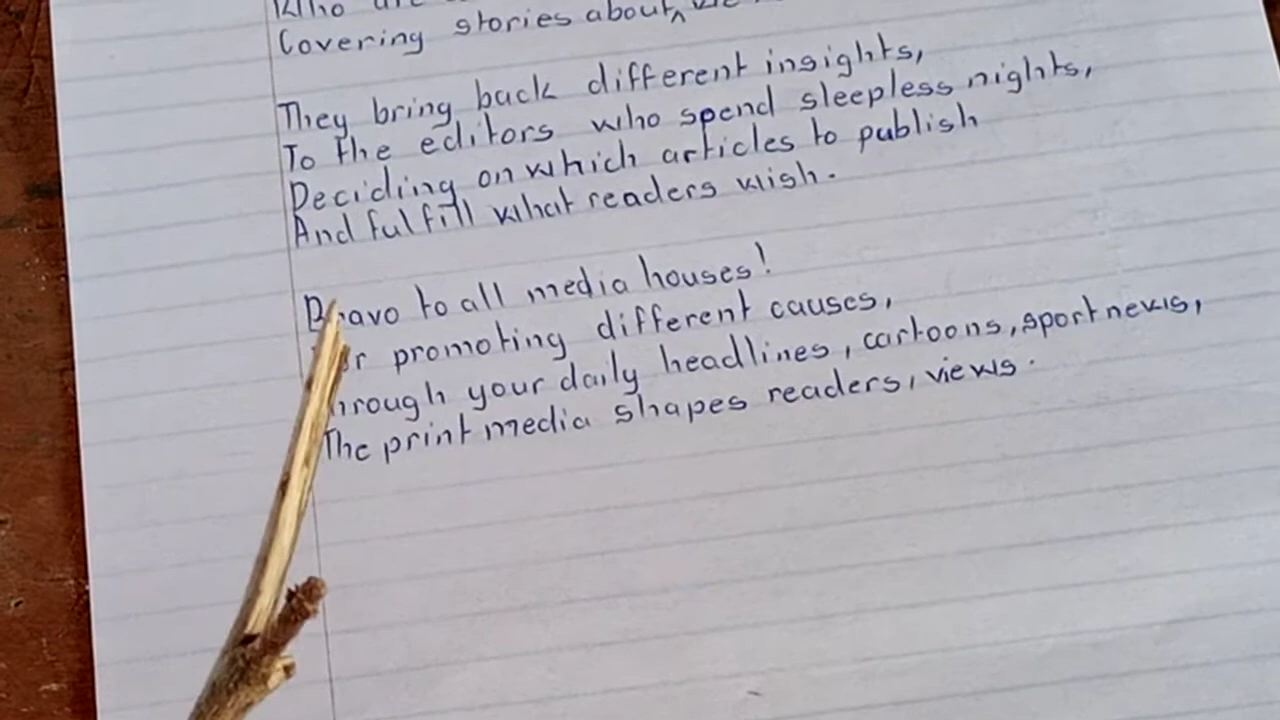 Who
Covering stories about
They bring back different insights,
To the editors who spend sleepless nights,
Deciding on which articles to publish
And fulfill what readers wish.
Bravo to all media houses!
promoting different causes,
your daily headlines, cartoons, sport news,
The print media shapes readers, views.